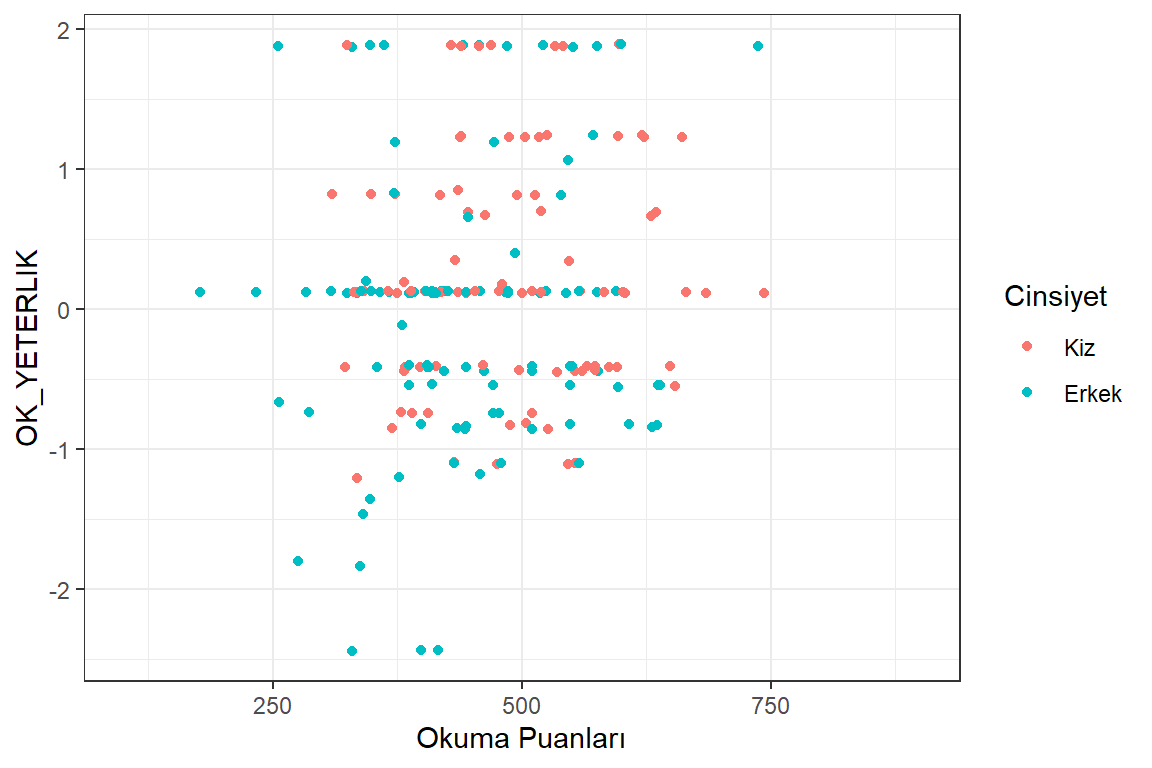 2
1
0
-1
-2
OK_YETERLIK
250 500 750
Okuma Puanları
Cinsiyet
Kiz
Erkek